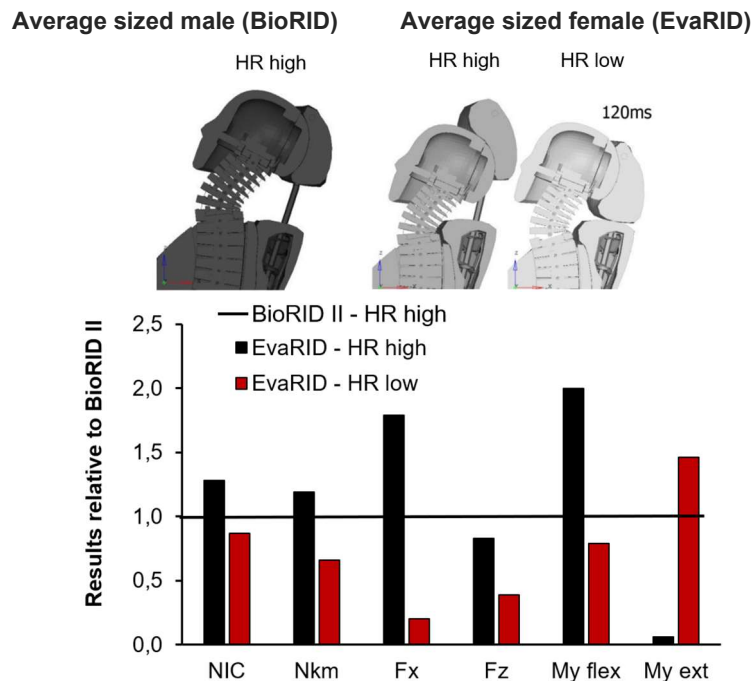 Average sized male (BioRID) Average sized female (EvaRID)
HR high HR high HR low
120ms
2,5
BioRID II - HR high
2,0
EvaRID - HR high
EvaRID - HR low
1,5
1,0
0,5
0,0
Results relative to BioRID II
NIC Nkm Fx Fz My flex My ext